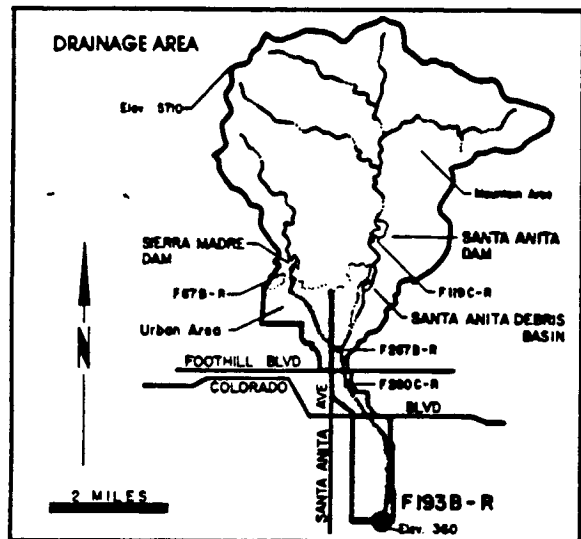 DRAINAGE AREA
Elev 5710
Mountain Area
SIERRA MADRE
DAM
SANTA ANITA
DAM
F67B-R
F119C-R
Urban Area
SANTA ANITA DEBRIS
BASIN
F267B-R
FOOTHILL BLVD
F280C-R
COLORADO
BLVD
SANTA ANITA AVE
N
2 MILES
F193B-R
Elev. 360